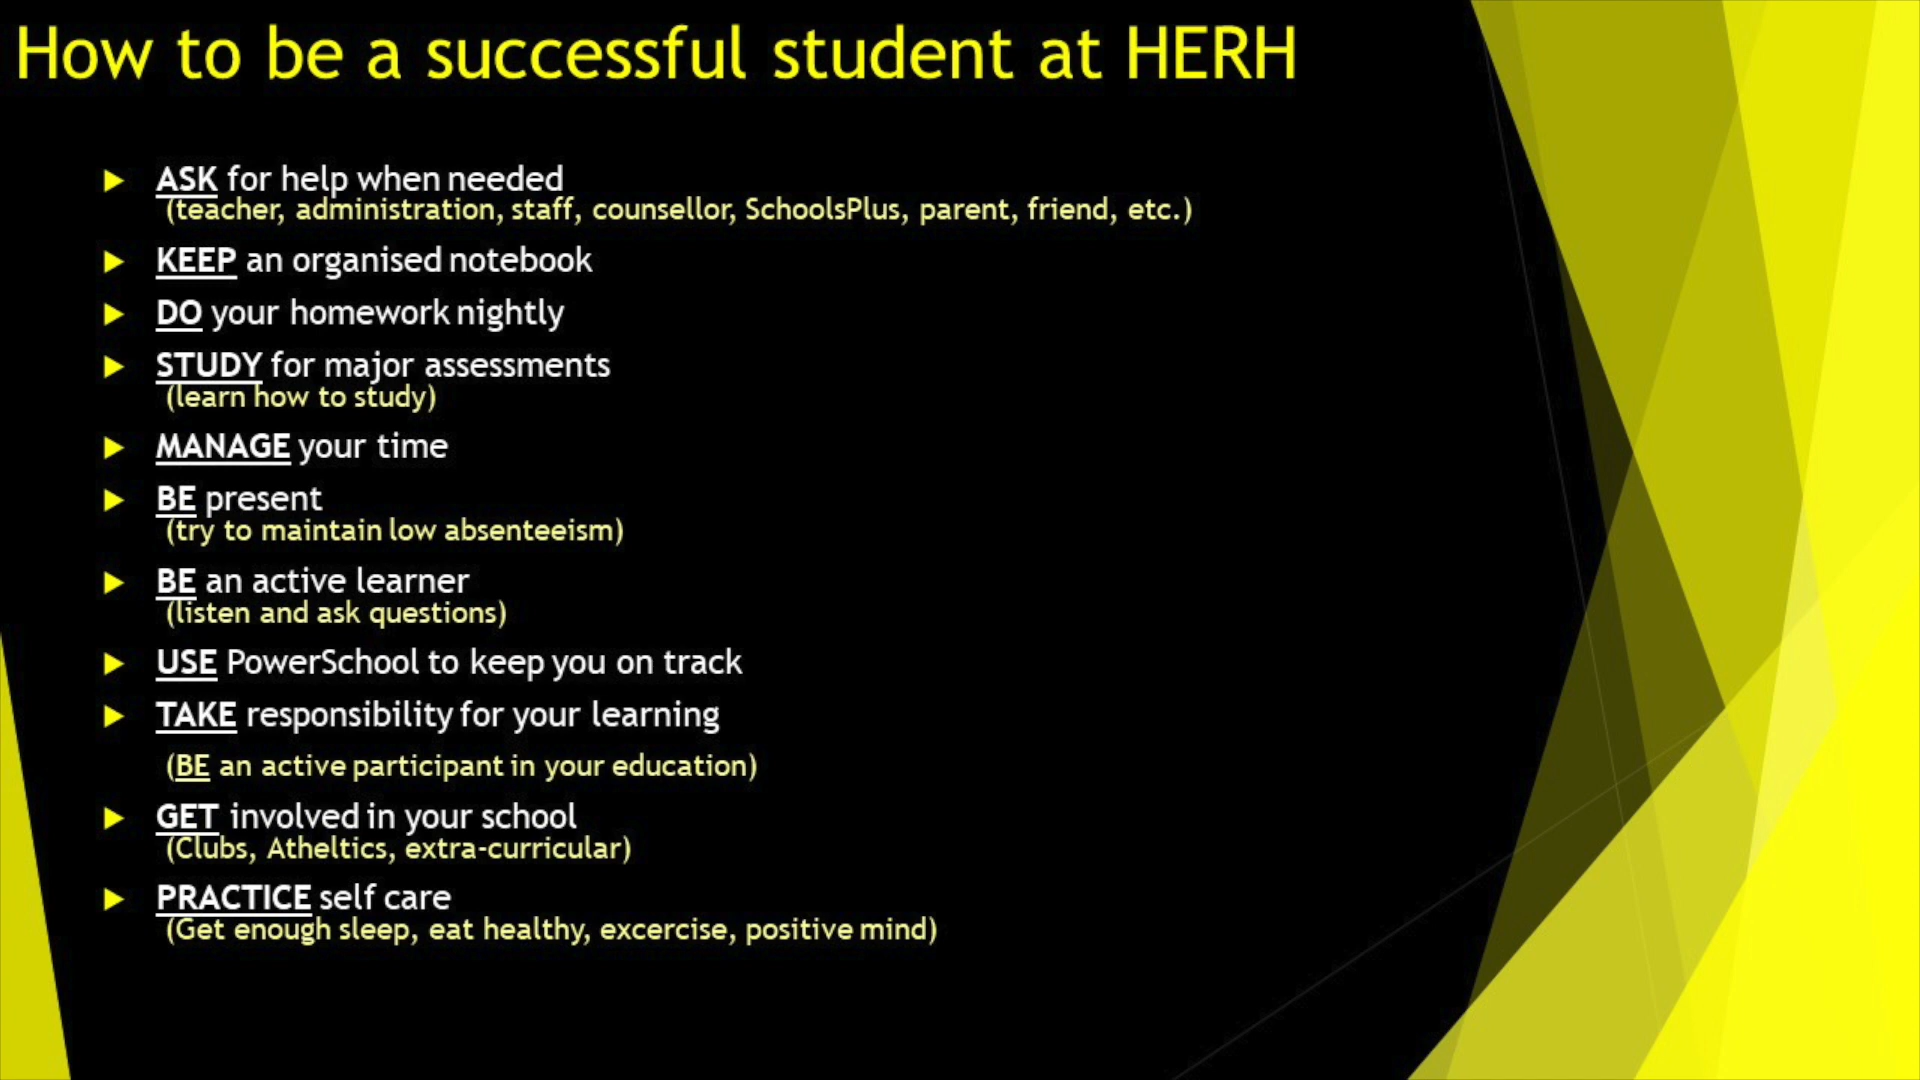 How to be a successful student at HERH
ASK for help when needed
(teacher, administration, staff, counsellor, SchoolsPlus, parent, friend, etc.)
KEEP an organised notebook
DO your homework nightly
STUDY for major assessments
(learn how to study)
MANAGE your time
BE present
(try to maintain low absenteeism)
BE an active learner
(listen and ask questions)
USE PowerSchool to keep you on track
TAKE responsibility for your learning
(BE an active participant in your education)
GET involved in your school
(Clubs, Atheltics, extra-curricular)
PRACTICE self care
(Get enough sleep, eat healthy, excercise, positive mind)